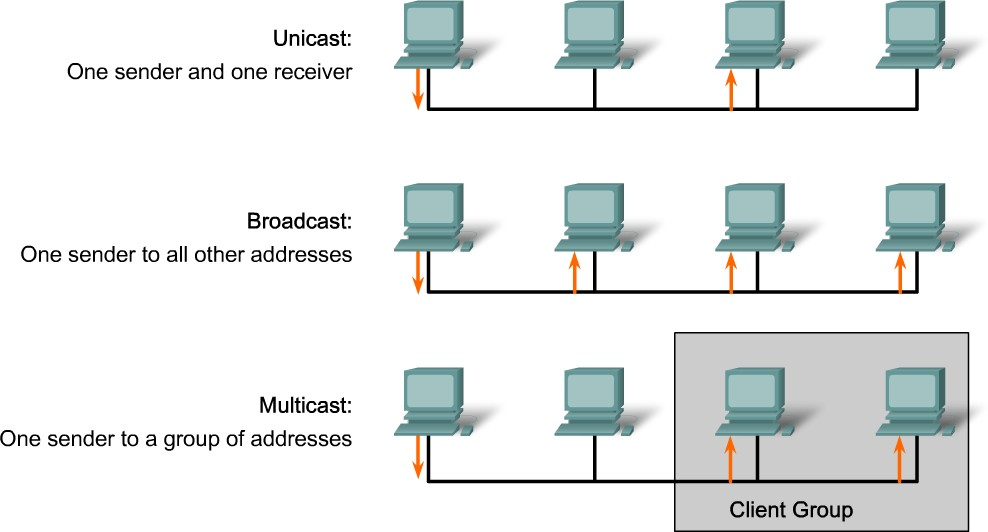 Unicast:
One sender and one receiver
Broadcast:
One sender to all other addresses
Multicast:
One sender to a group of addresses
Client Group